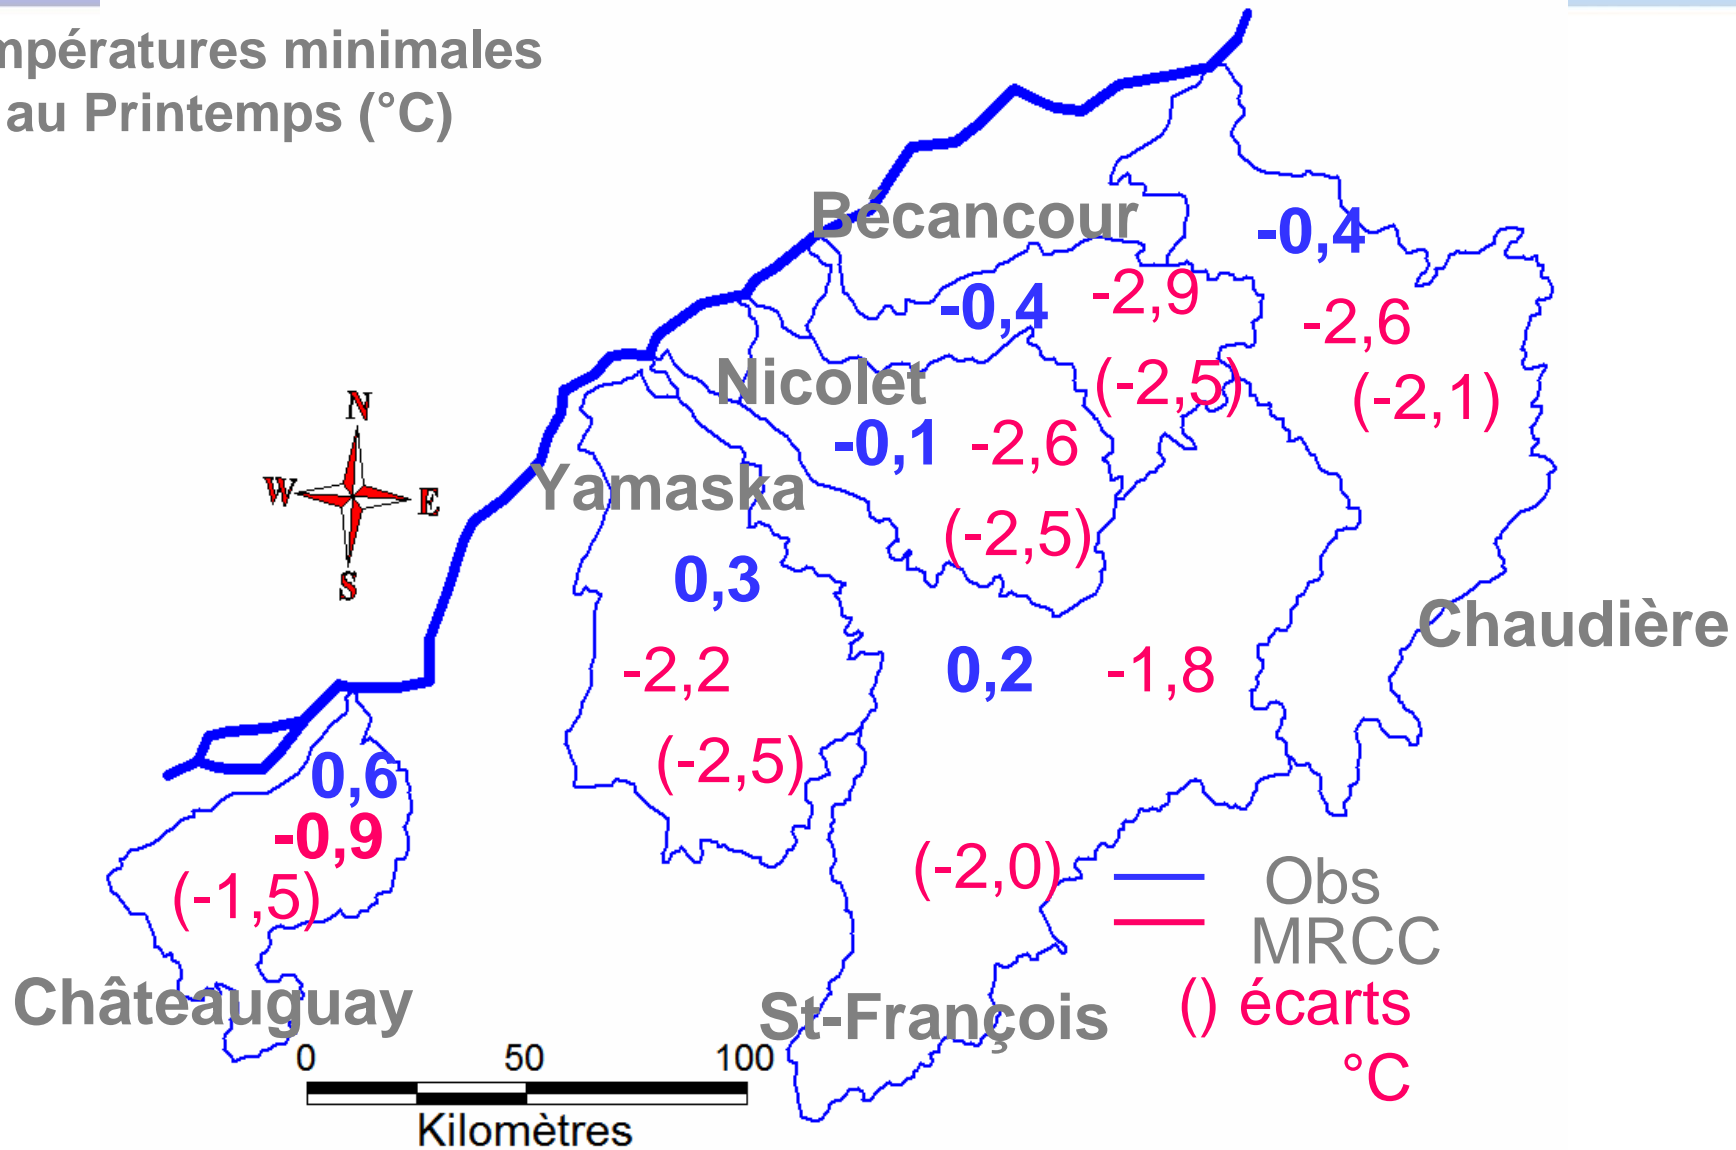 mpératures minimales
au Printemps (°C)
Bécancour
-0,4
-0,4
-2,9
-2,6
(-2,5)
(-2,1)
Nicolet
-0,1
-2,6
(-2,5)
N
W
E
S
Yamaska
0,3
-2,2
(-2,5)
0,2
-1,8
(-2,0)
Chaudière
0,6
-0,9
(-1,5)
Châteauguay
St-François
Obs
MRCC
() écarts
°C
0 50 100
Kilomètres